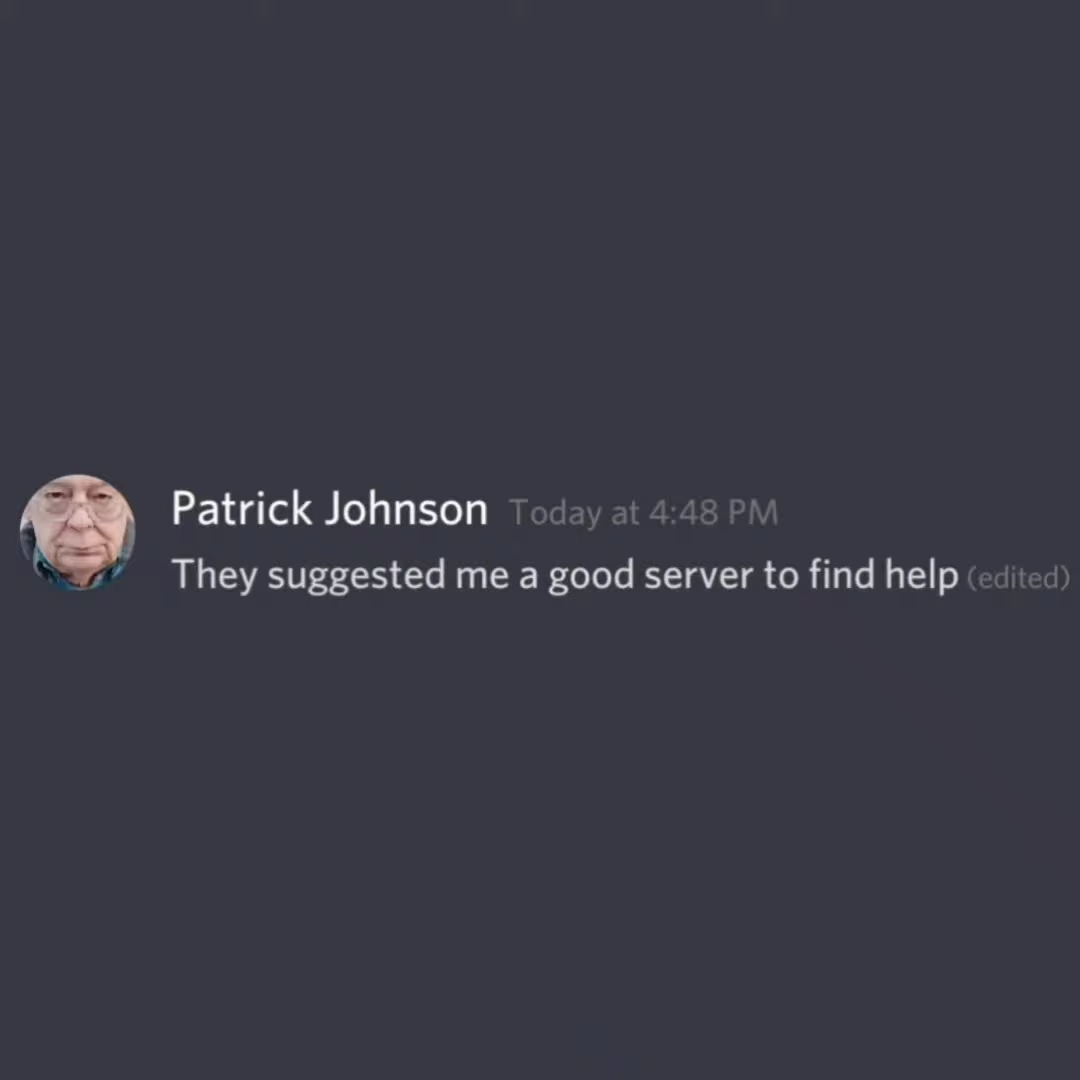 Patrick Johnson Today at 4:48 PM
They suggested me a good server to find help (edited)